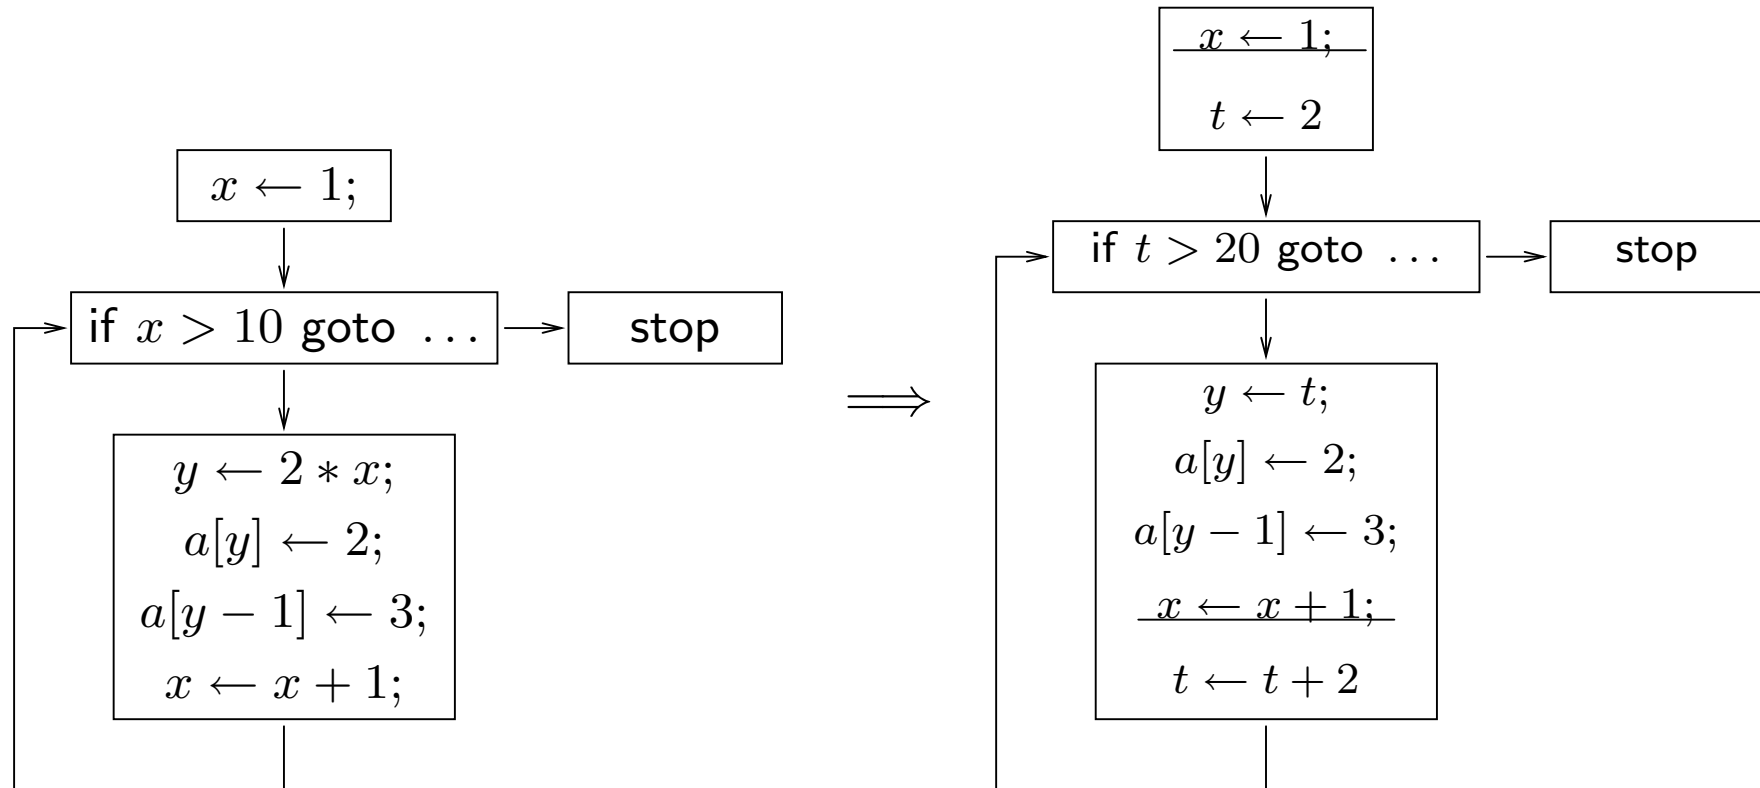 x ← 1;
if x > 10 goto ...
stop
y ← 2 ∗ x;
a[y] ← 2;
a[y − 1] ← 3;
x ← x + 1;
⟹
x ← 1;
t ← 2
if t > 20 goto ...
stop
y ← t;
a[y] ← 2;
a[y − 1] ← 3;
x ← x + 1;
t ← t + 2